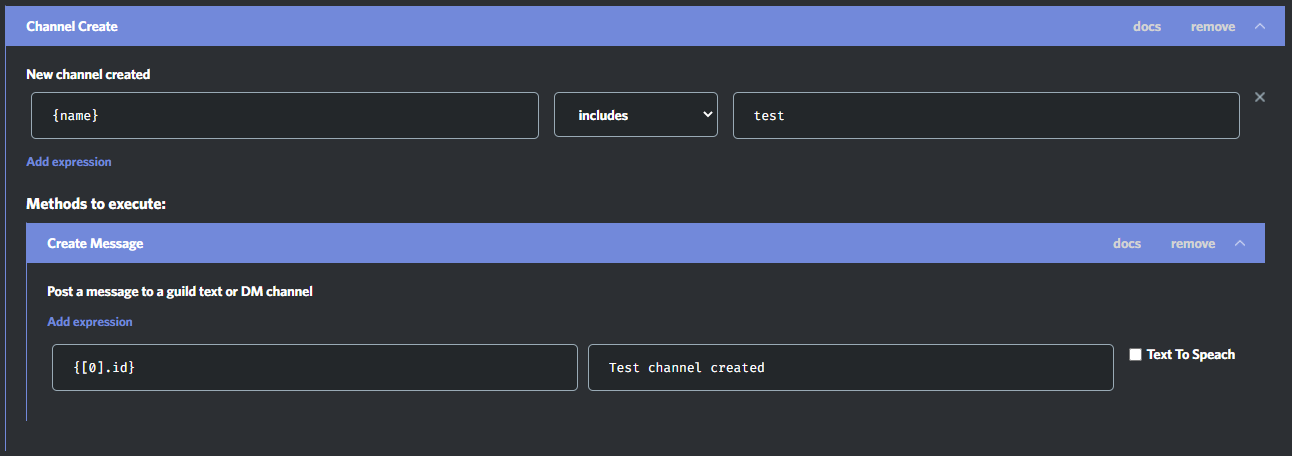 Channel Create docs remove
New channel created
{name} includes test
Add expression
Methods to execute:
Create Message docs remove
Post a message to a guild text or DM channel
Add expression
{[0].id} Test channel created Text To Speach